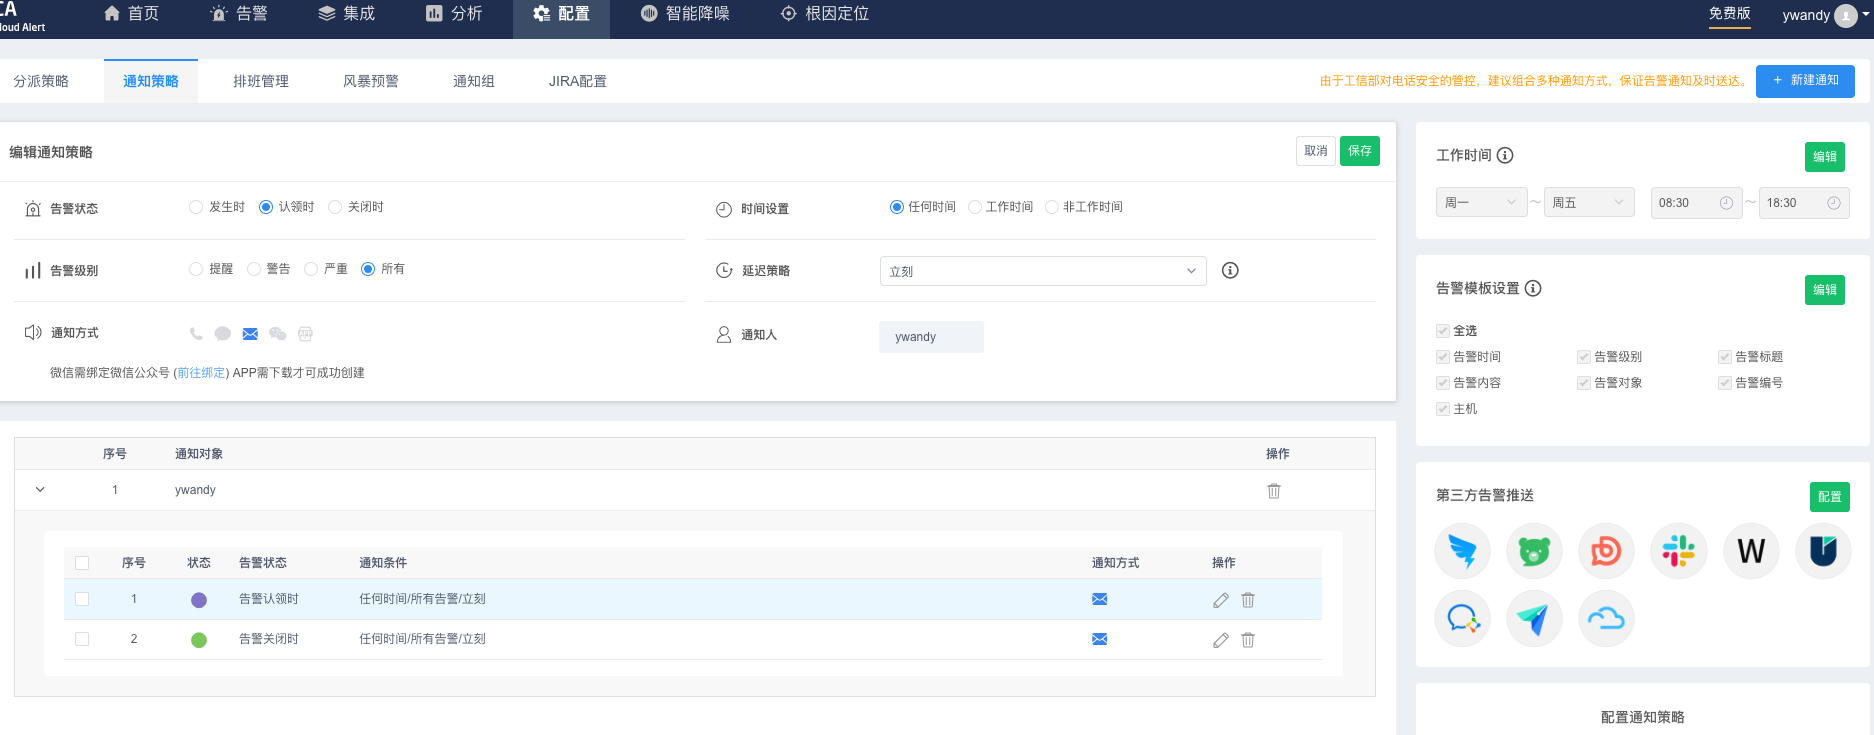 CA
loud Alert
首页
告警
集成
分析
配置
智能降噪
根因定位
免费版
ywandy
分派策略
通知策略
排班管理
风暴预警
通知组
JIRA配置
由于工信部对电话安全的管控，建议组合多种通知方式，保证告警通知及时送达。
+ 新建通知
编辑通知策略
取消
保存
告警状态
发生时
认领时
关闭时
时间设置
任何时间
工作时间
非工作时间
告警级别
提醒
警告
严重
所有
延迟策略
立刻
通知方式
通知人
ywandy
微信需绑定微信公众号 (前往绑定) APP需下载才可成功创建
序号
通知对象
操作
1
ywandy
序号
状态
告警状态
通知条件
通知方式
操作
1
告警认领时
任何时间/所有告警/立刻
2
告警关闭时
任何时间/所有告警/立刻
工作时间
编辑
周一
~
周五
08:30
~
18:30
告警模板设置
编辑
全选
告警时间
告警级别
告警标题
告警内容
告警对象
告警编号
主机
第三方告警推送
配置
W
配置通知策略